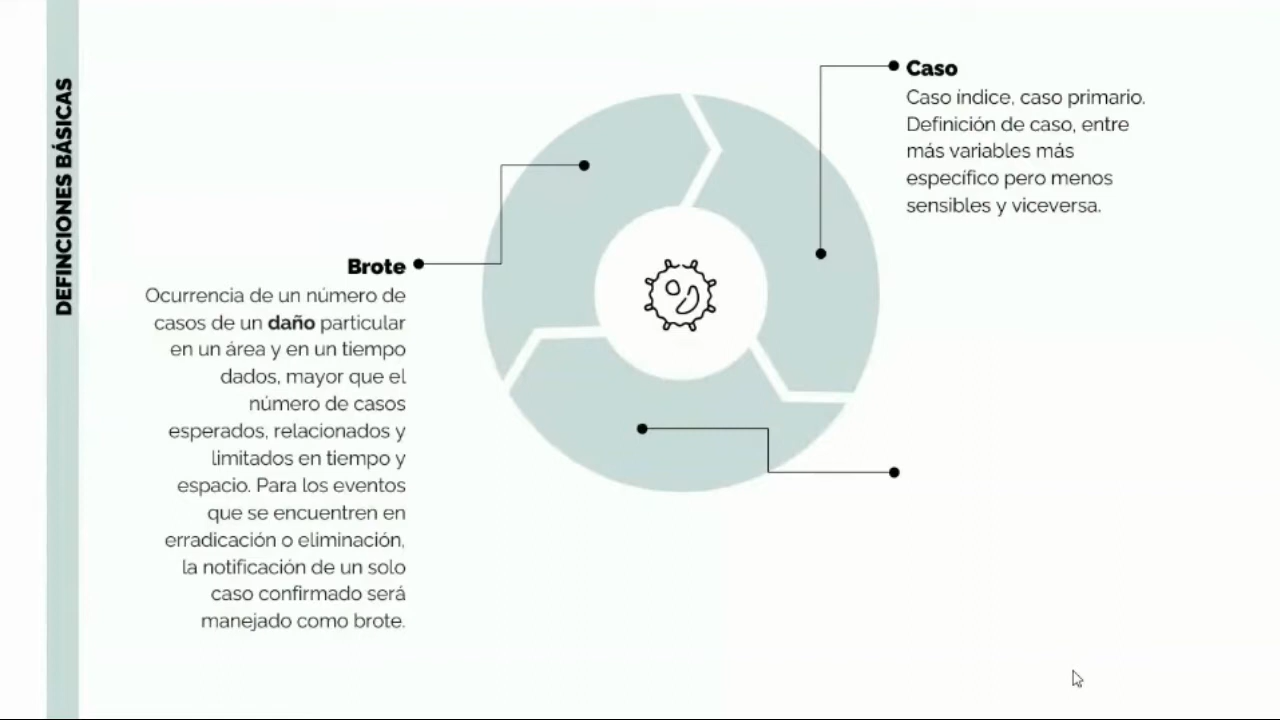 DEFINCIONES BÁSICAS
Caso
Caso índice, caso primario.
Definición de caso, entre
más variables más
específico pero menos
sensibles y viceversa.
Brote
Ocurrencia de un número de
casos de un daño particular
en un área y en un tiempo
dados, mayor que el
número de casos
esperados, relacionados y
limitados en tiempo y
espacio. Para los eventos
que se encuentren en
erradicación o eliminación,
la notificación de un solo
caso confirmado será
manejado como brote.